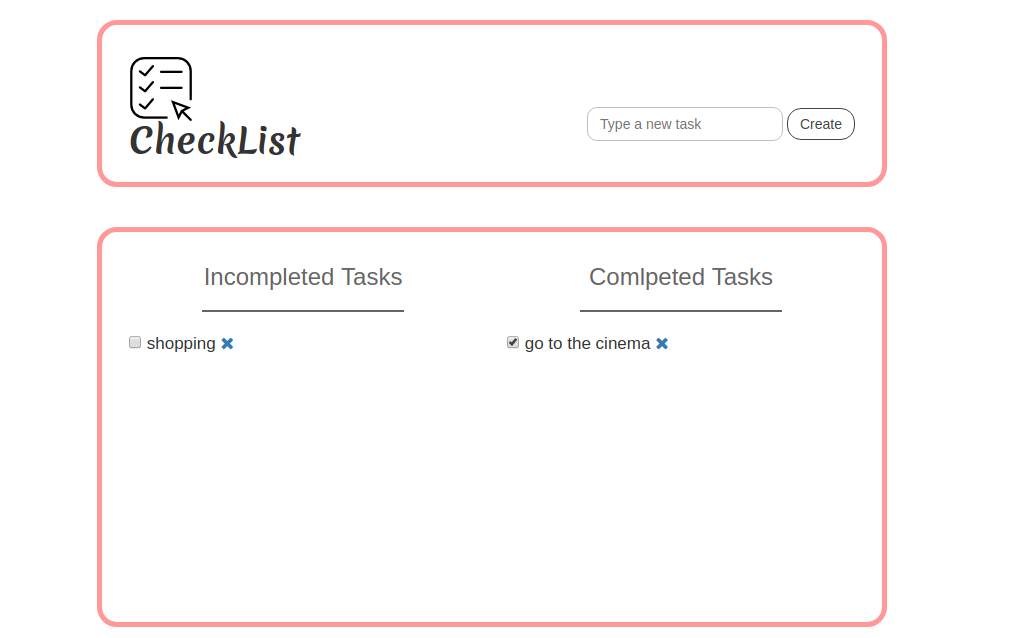 CheckList
Type a new task
Create
Incompleted Tasks
Comlpeted Tasks
shopping
go to the cinema